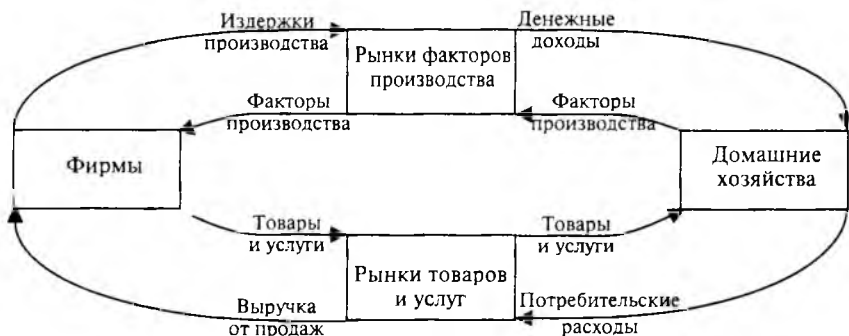 Издержки
производства
Денежные
доходы
Рынки факторов
производства
Факторы
производства
Факторы
производства
Фирмы
Домашние
хозяйства
Товары
и услуги
Товары
и услуги
Рынки товаров
и услуг
Выручка
от продаж
Потребительские
расходы